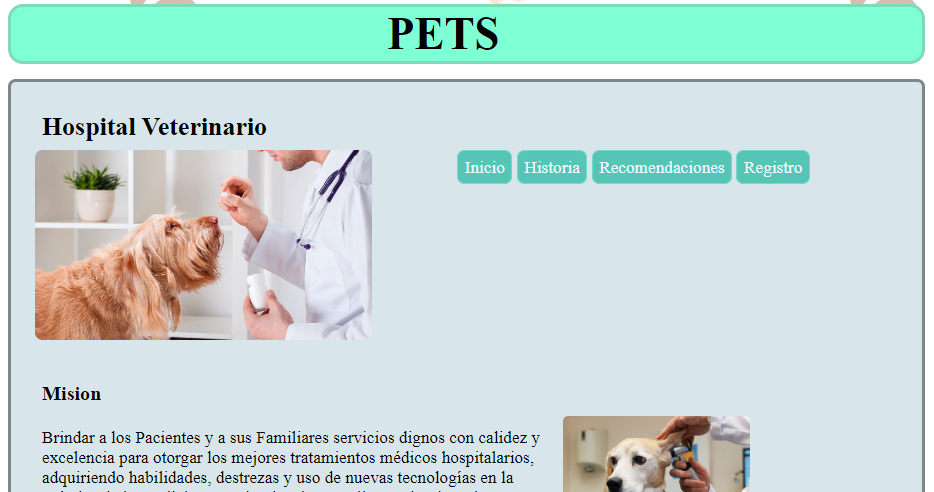 PETS
Hospital Veterinario
Inicio Historia Recomendaciones Registro
Mision
Brindar a los Pacientes y a sus Familiares servicios dignos con calidez y
excelencia para otorgar los mejores tratamientos médicos hospitalarios,
adquiriendo habilidades, destrezas y uso de nuevas tecnologías en la